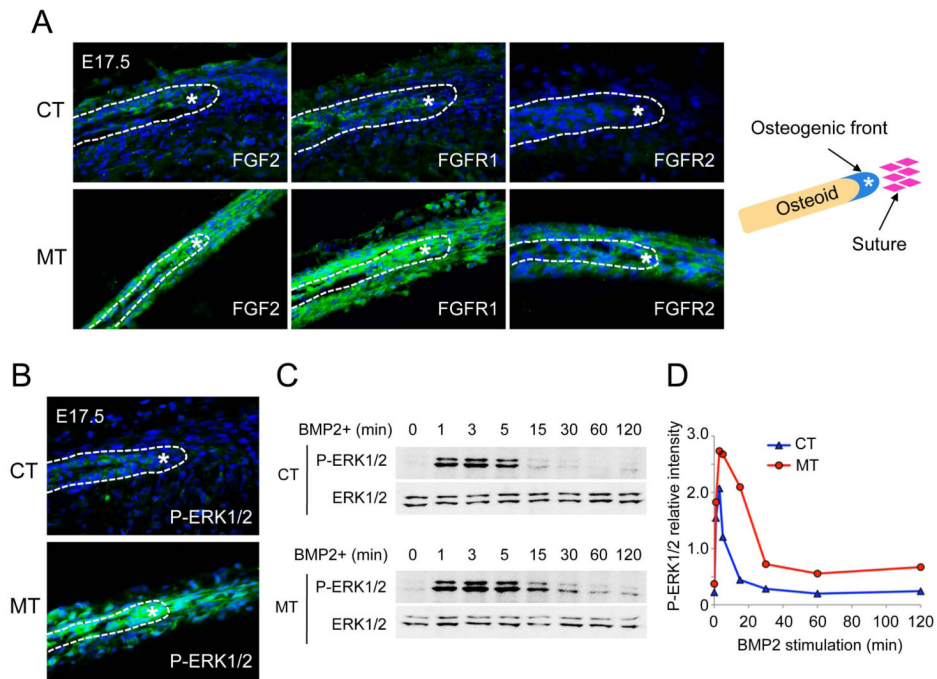 A
E17.5
CT
FGF2
FGFR1
FGFR2
MT
FGF2
FGFR1
FGFR2
Osteogenic front
*
Osteoid
Suture
B
E17.5
CT
P-ERK1/2
MT
P-ERK1/2
C
BMP2+ (min) 0 1 3 5 15 30 60 120
CT
P-ERK1/2
ERK1/2
BMP2+ (min) 0 1 3 5 15 30 60 120
MT
P-ERK1/2
ERK1/2
D
P-ERK1/2 relative intensity
3.0
2.0
1.0
0
CT
MT
0 20 40 60 80 100 120
BMP2 stimulation (min)